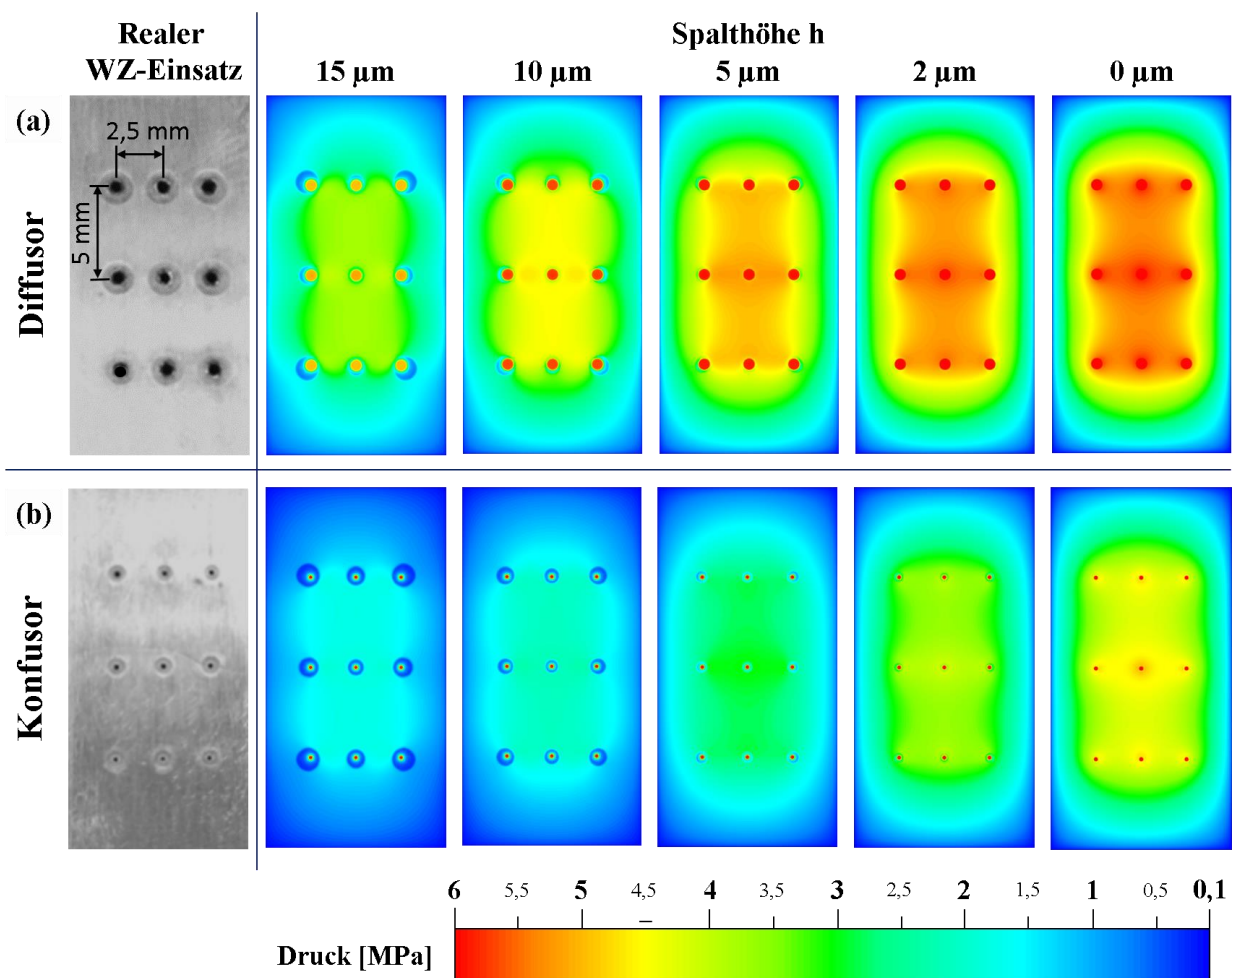 Realer
WZ-Einsatz
Spalthöhe h
15 µm 10 µm 5 µm 2 µm 0 µm
(a)
Diffusor
2,5 mm
5 mm
(b)
Konfusor
6 5,5 5 4,5 4 3,5 3 2,5 2 1,5 1 0,5 0,1
Druck [MPa]